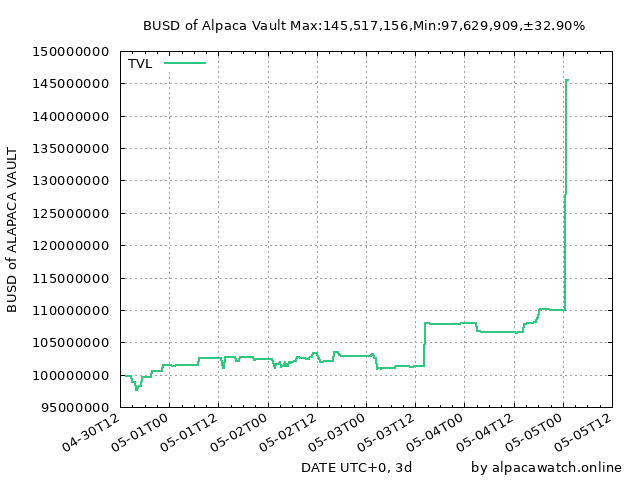 BUSD of Alpaca Vault Max:145,517,156,Min:97,629,909,±32.90%
TVL
150000000
145000000
140000000
135000000
130000000
125000000
120000000
115000000
110000000
105000000
100000000
95000000
BUSD of ALAPACA VAULT
04-30T12
05-01T00
05-01T12
05-02T00
05-02T12
05-03T00
05-03T12
05-04T00
05-04T12
05-05T00
05-05T12
DATE UTC+0, 3d
by alpacawatch.online